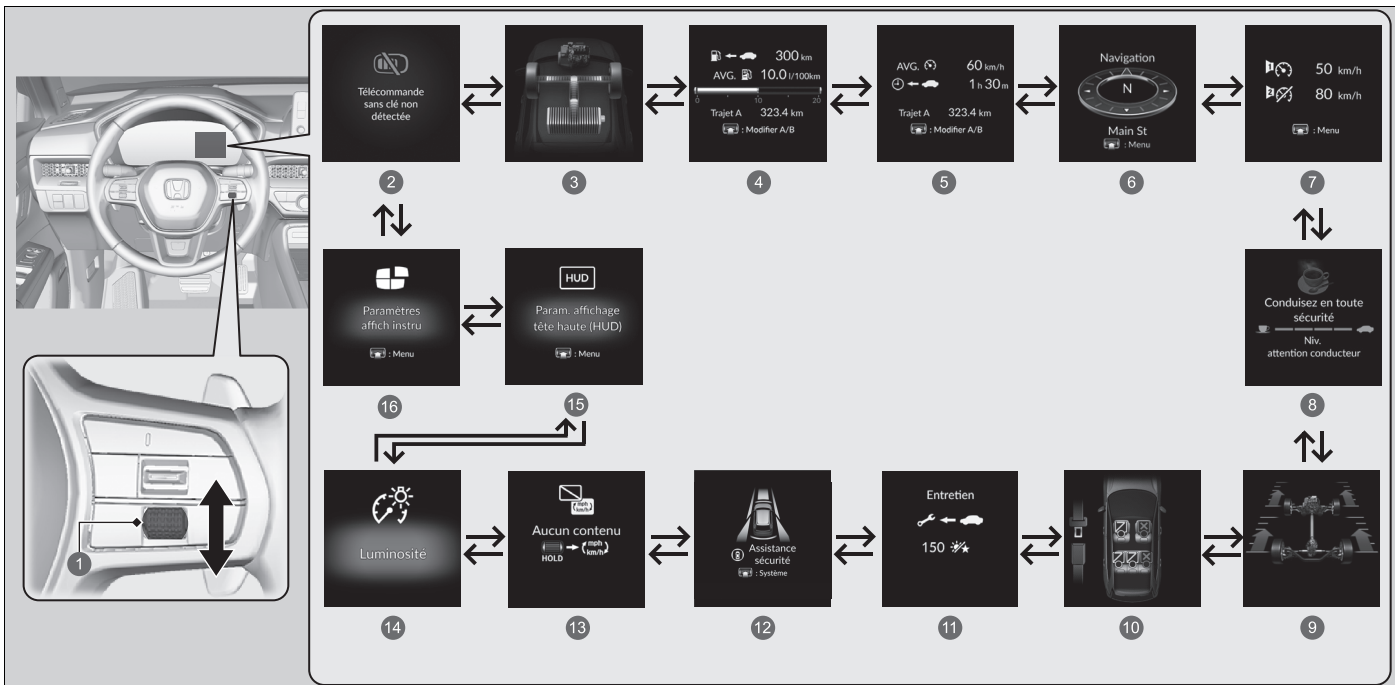 Télécommande
sans clé non
détectée
2
3
300 km
AVG. 10.0 l/100km
0 10 20
Trajet A 323.4 km
: Modifier A/B
4
AVG. 60 km/h
1 h 30 m
Trajet A 323.4 km
: Modifier A/B
5
Navigation
N
Main St
: Menu
6
50 km/h
80 km/h
: Menu
7
Paramètres
affich instru
: Menu
16
HUD
Param. affichage
tête haute (HUD)
: Menu
15
Conduisez en toute
sécurité
Niv.
attention conducteur
8
1
Luminosité
14
mph
km/h
Aucun contenu
HOLD mph
km/h
13
Assistance
sécurité
: Système
12
Entretien
150
11
10
9